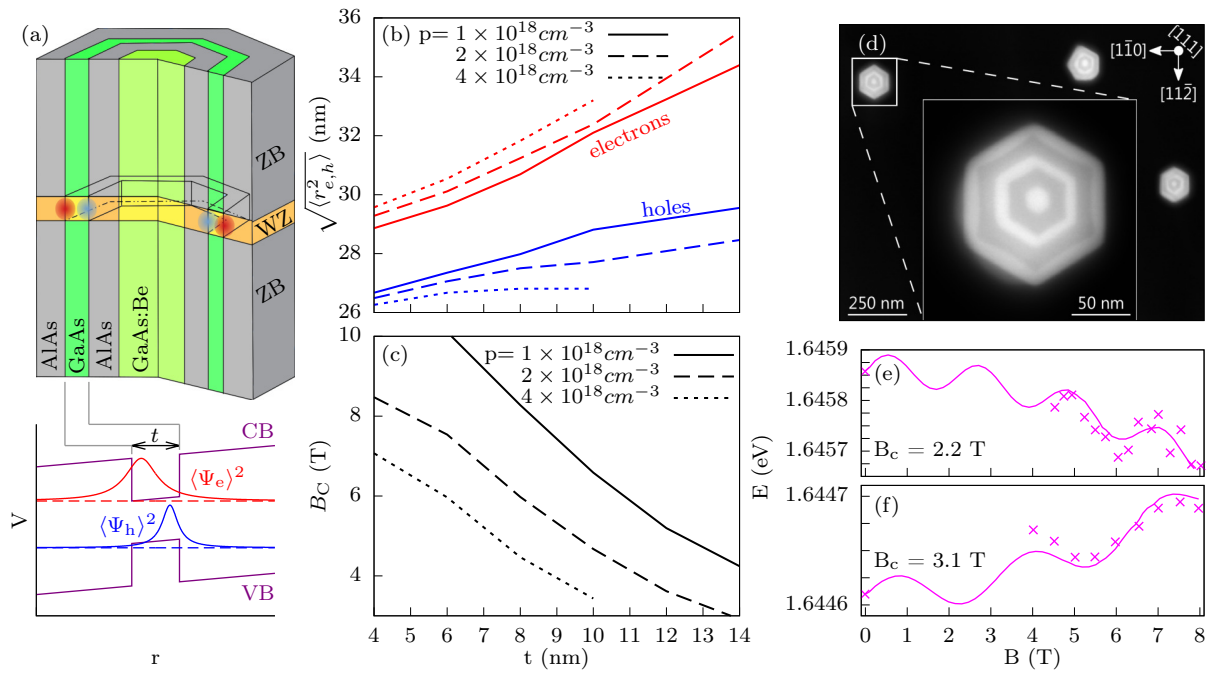 (a)
ZB
WZ
ZB
AlAs
GaAs
AlAs
GaAs:Be
t
CB
⟨Ψe⟩²
⟨Ψh⟩²
VB
V
r
(b)
p= 1 × 10¹⁸cm⁻³
2 × 10¹⁸cm⁻³
4 × 10¹⁸cm⁻³
electrons
holes
√⟨r²e,h⟩ (nm)
36
34
32
30
28
26
(c)
p= 1 × 10¹⁸cm⁻³
2 × 10¹⁸cm⁻³
4 × 10¹⁸cm⁻³
B_C (T)
10
8
6
4
4 5 6 7 8 9 10 11 12 13 14
t (nm)
(d)
[11̄0]
[111]
[112̄]
250 nm
50 nm
(e)
B_c = 2.2 T
1.6459
1.6458
1.6457
E (eV)
(f)
B_c = 3.1 T
1.6447
1.6446
0 1 2 3 4 5 6 7 8
B (T)